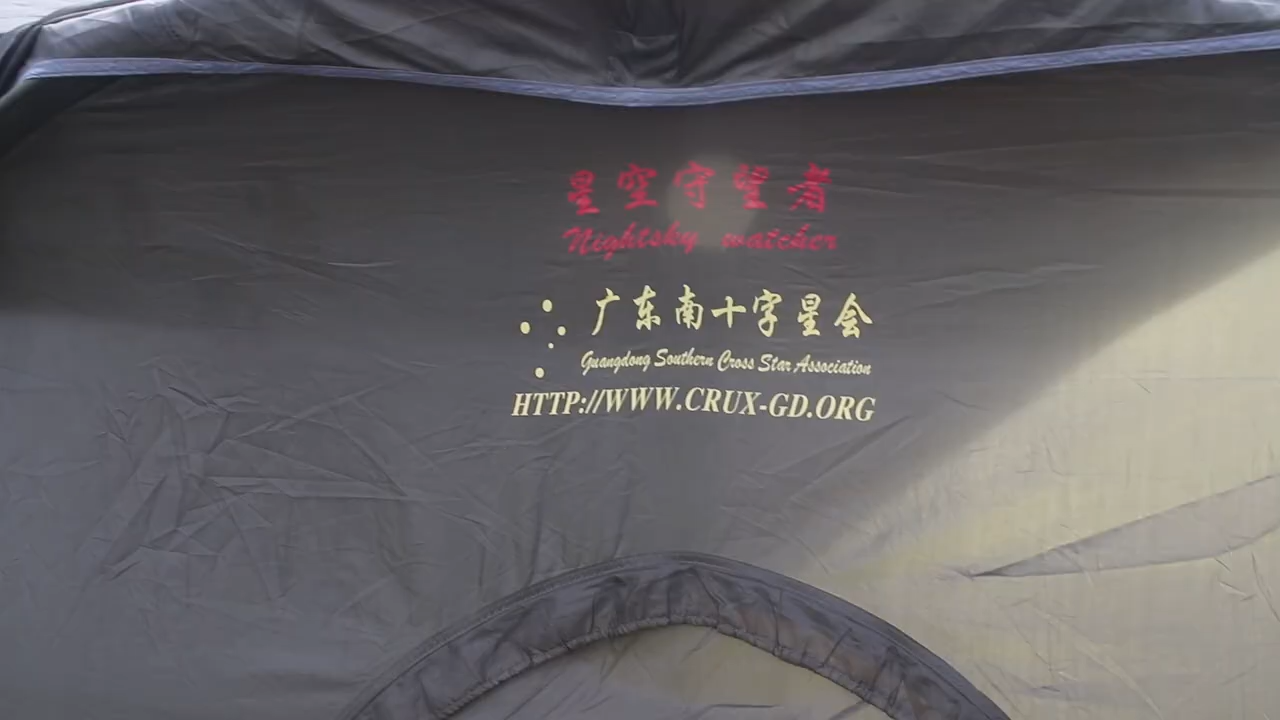 星空守望者
Nightsky watcher
广东南十字星会
Guangdong Southern Cross Star Association
HTTP://WWW.CRUX-GD.ORG